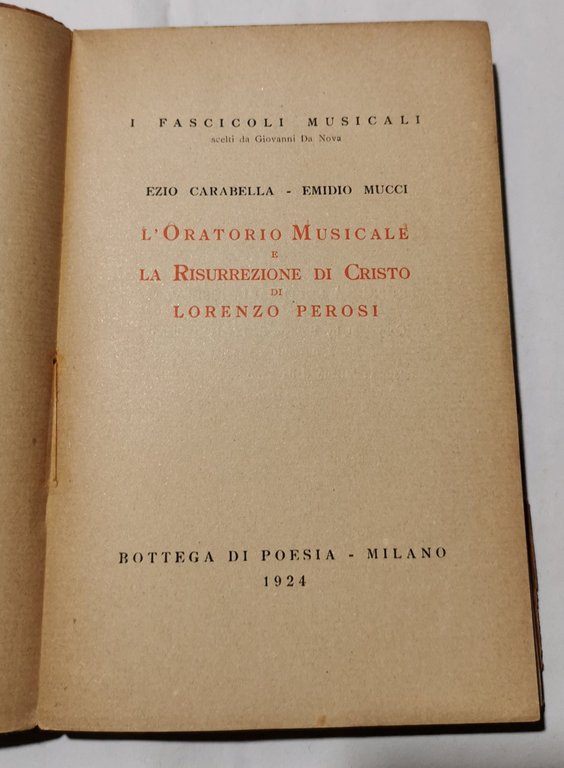 I FASCICOLI MUSICALI
scelti da Giovanni Da Nova
EZIO CARABELLA - EMIDIO MUCCI
L'ORATORIO MUSICALE
E
LA RISURREZIONE DI CRISTO
DI
LORENZO PEROSI
BOTTEGA DI POESIA - MILANO
1924